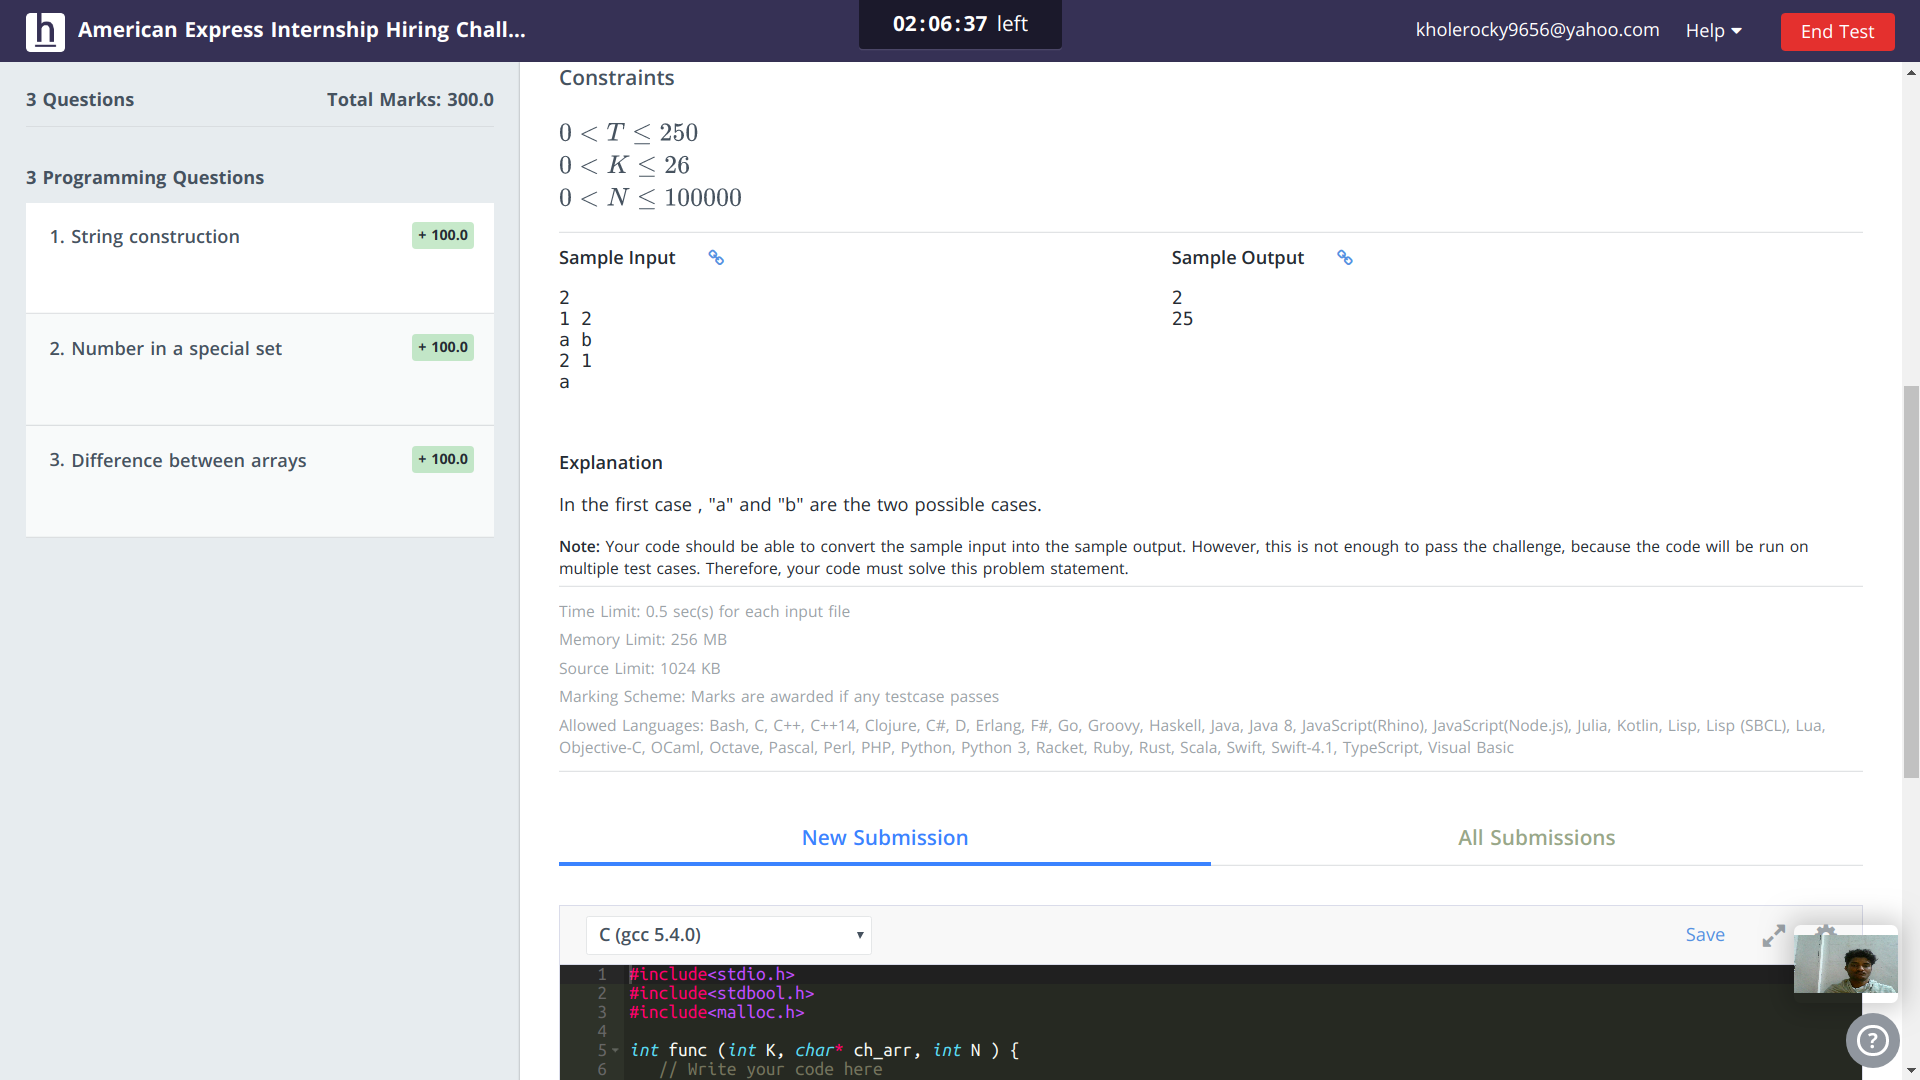 h American Express Internship Hiring Chall...
02:06:37 left
kholerocky9656@yahoo.com Help End Test
3 Questions Total Marks: 300.0
3 Programming Questions
1. String construction + 100.0
2. Number in a special set + 100.0
3. Difference between arrays + 100.0
Constraints
0 < T ≤ 250
0 < K ≤ 26
0 < N ≤ 100000
Sample Input
2
1 2
a b
2 1
a
Sample Output
2
25
Explanation
In the first case , "a" and "b" are the two possible cases.
Note: Your code should be able to convert the sample input into the sample output. However, this is not enough to pass the challenge, because the code will be run on
multiple test cases. Therefore, your code must solve this problem statement.
Time Limit: 0.5 sec(s) for each input file
Memory Limit: 256 MB
Source Limit: 1024 KB
Marking Scheme: Marks are awarded if any testcase passes
Allowed Languages: Bash, C, C++, C++14, Clojure, C#, D, Erlang, F#, Go, Groovy, Haskell, Java, Java 8, JavaScript(Rhino), JavaScript(Node.js), Julia, Kotlin, Lisp, Lisp (SBCL), Lua,
Objective-C, OCaml, Octave, Pascal, Perl, PHP, Python, Python 3, Racket, Ruby, Rust, Scala, Swift, Swift-4.1, TypeScript, Visual Basic
New Submission All Submissions
C (gcc 5.4.0) Save
1 #include<stdio.h>
2 #include<stdbool.h>
3 #include<malloc.h>
4
5 int func (int K, char* ch_arr, int N ) {
6 // Write your code here
?